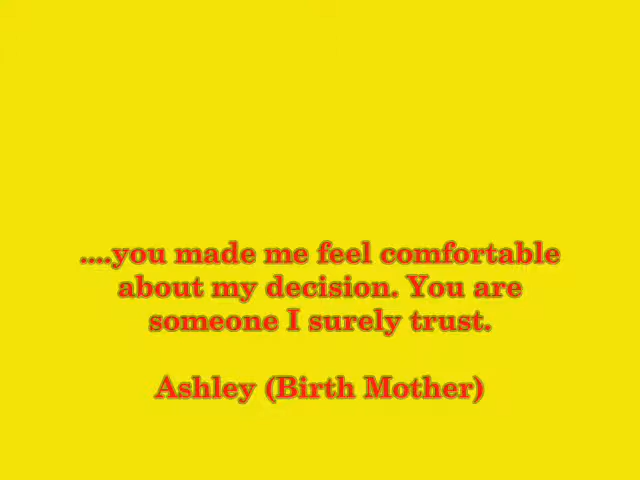 ....you made me feel comfortable
about my decision. You are
someone I surely trust.
Ashley (Birth Mother)